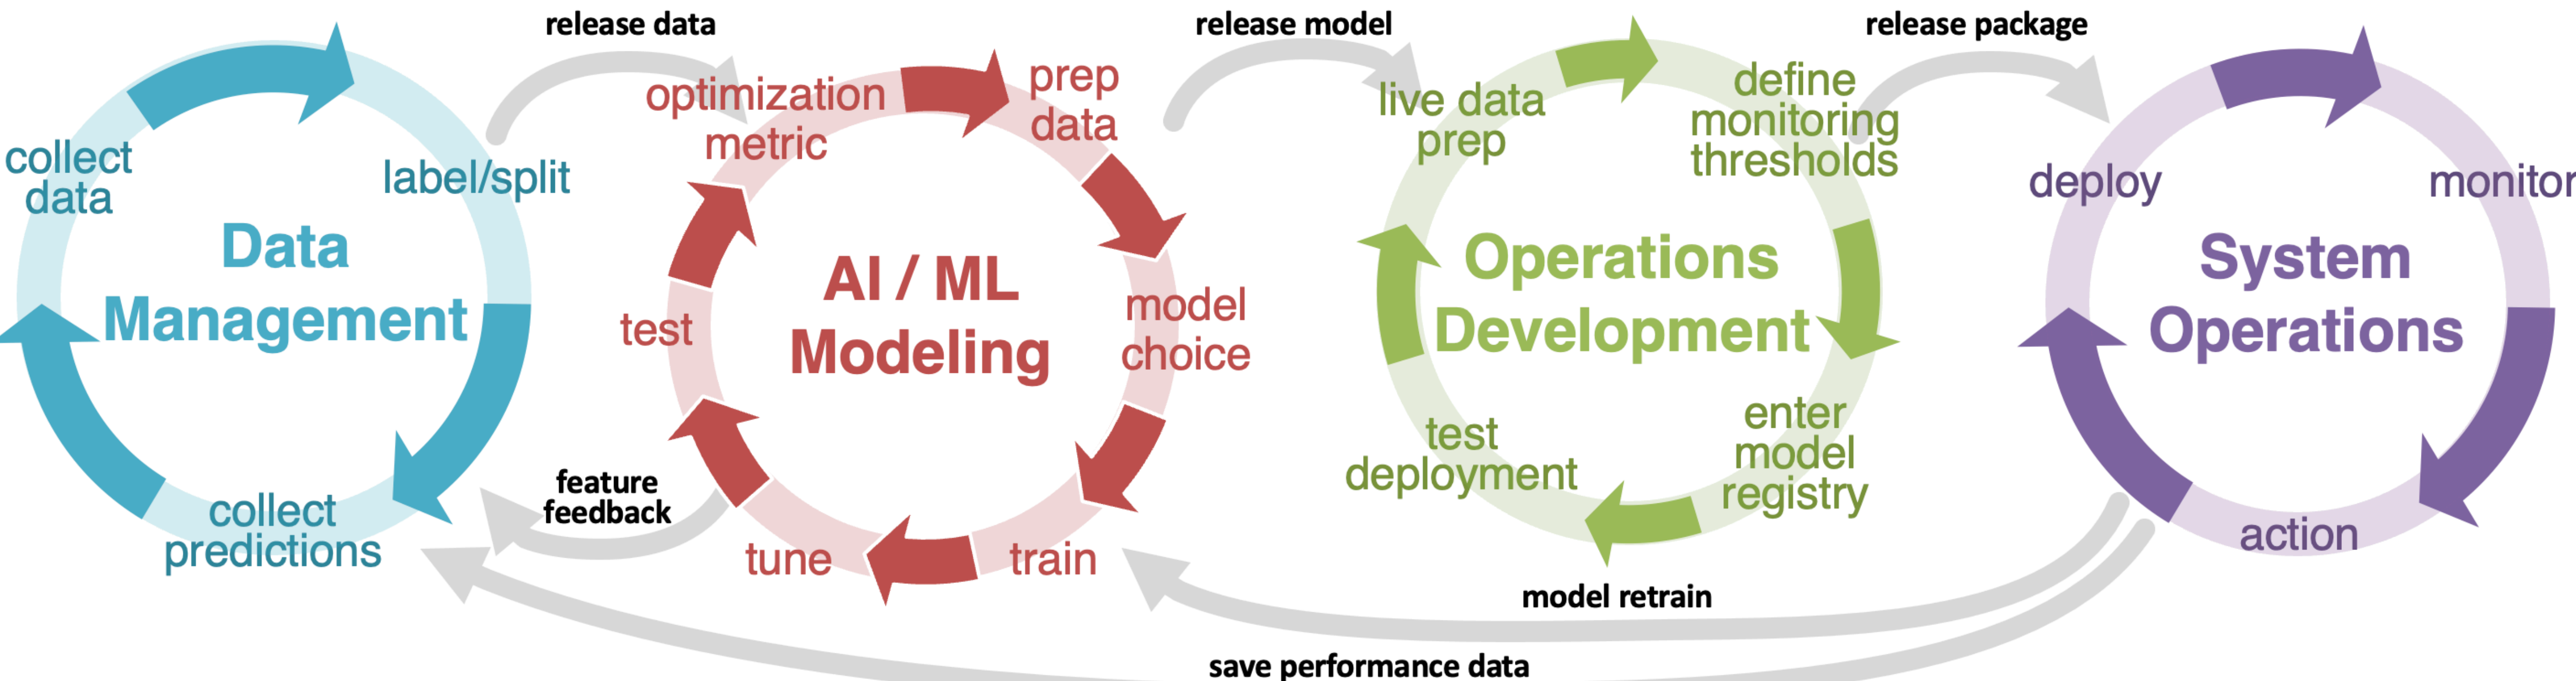 release data
release model
release package
collect
data
label/split
Data
Management
collect
predictions
optimization
metric
prep
data
model
choice
train
tune
test
AI / ML
Modeling
feature
feedback
live data
prep
define
monitoring
thresholds
enter
model
registry
test
deployment
Operations
Development
deploy
monitor
action
System
Operations
model retrain
save performance data